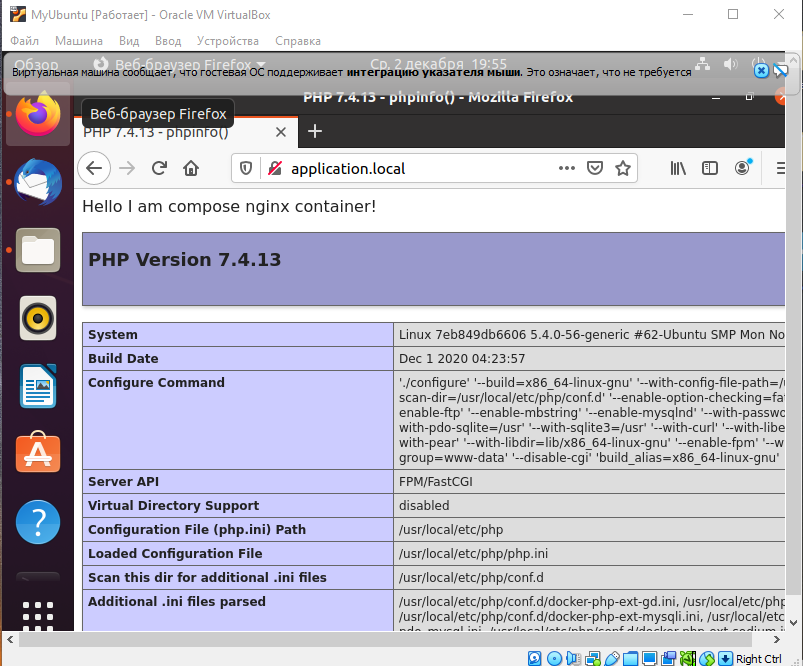 MyUbuntu [Работает] - Oracle VM VirtualBox
Файл Машина Вид Ввод Устройства Справка
Обзор Веб-браузер Firefox Ср, 2 декабря 19:55
Виртуальная машина сообщает, что гостевая ОС поддерживает интеграцию указателя мыши. Это означает, что не требуется
PHP 7.4.13 - phpinfo() - Mozilla Firefox
Веб-браузер Firefox
PHP 7.4.13 - phpinfo()
application.local
Hello I am compose nginx container!
PHP Version 7.4.13
System Linux 7eb849db6606 5.4.0-56-generic #62-Ubuntu SMP Mon No
Build Date Dec 1 2020 04:23:57
Configure Command './configure' '--build=x86_64-linux-gnu' '--with-config-file-path=/
scan-dir=/usr/local/etc/php/conf.d' '--enable-option-checking=fa
enable-ftp' '--enable-mbstring' '--enable-mysqlnd' '--with-passwo
with-pdo-sqlite=/usr' '--with-sqlite3=/usr' '--with-curl' '--with-libe
with-pear' '--with-libdir=lib/x86_64-linux-gnu' '--enable-fpm' '--w
group=www-data' '--disable-cgi' 'build_alias=x86_64-linux-gnu'
Server API FPM/FastCGI
Virtual Directory Support disabled
Configuration File (php.ini) Path /usr/local/etc/php
Loaded Configuration File /usr/local/etc/php/php.ini
Scan this dir for additional .ini files /usr/local/etc/php/conf.d
Additional .ini files parsed /usr/local/etc/php/conf.d/docker-php-ext-gd.ini, /usr/local/etc/php
/usr/local/etc/php/conf.d/docker-php-ext-mysqli.ini, /usr/local/etc
Right Ctrl